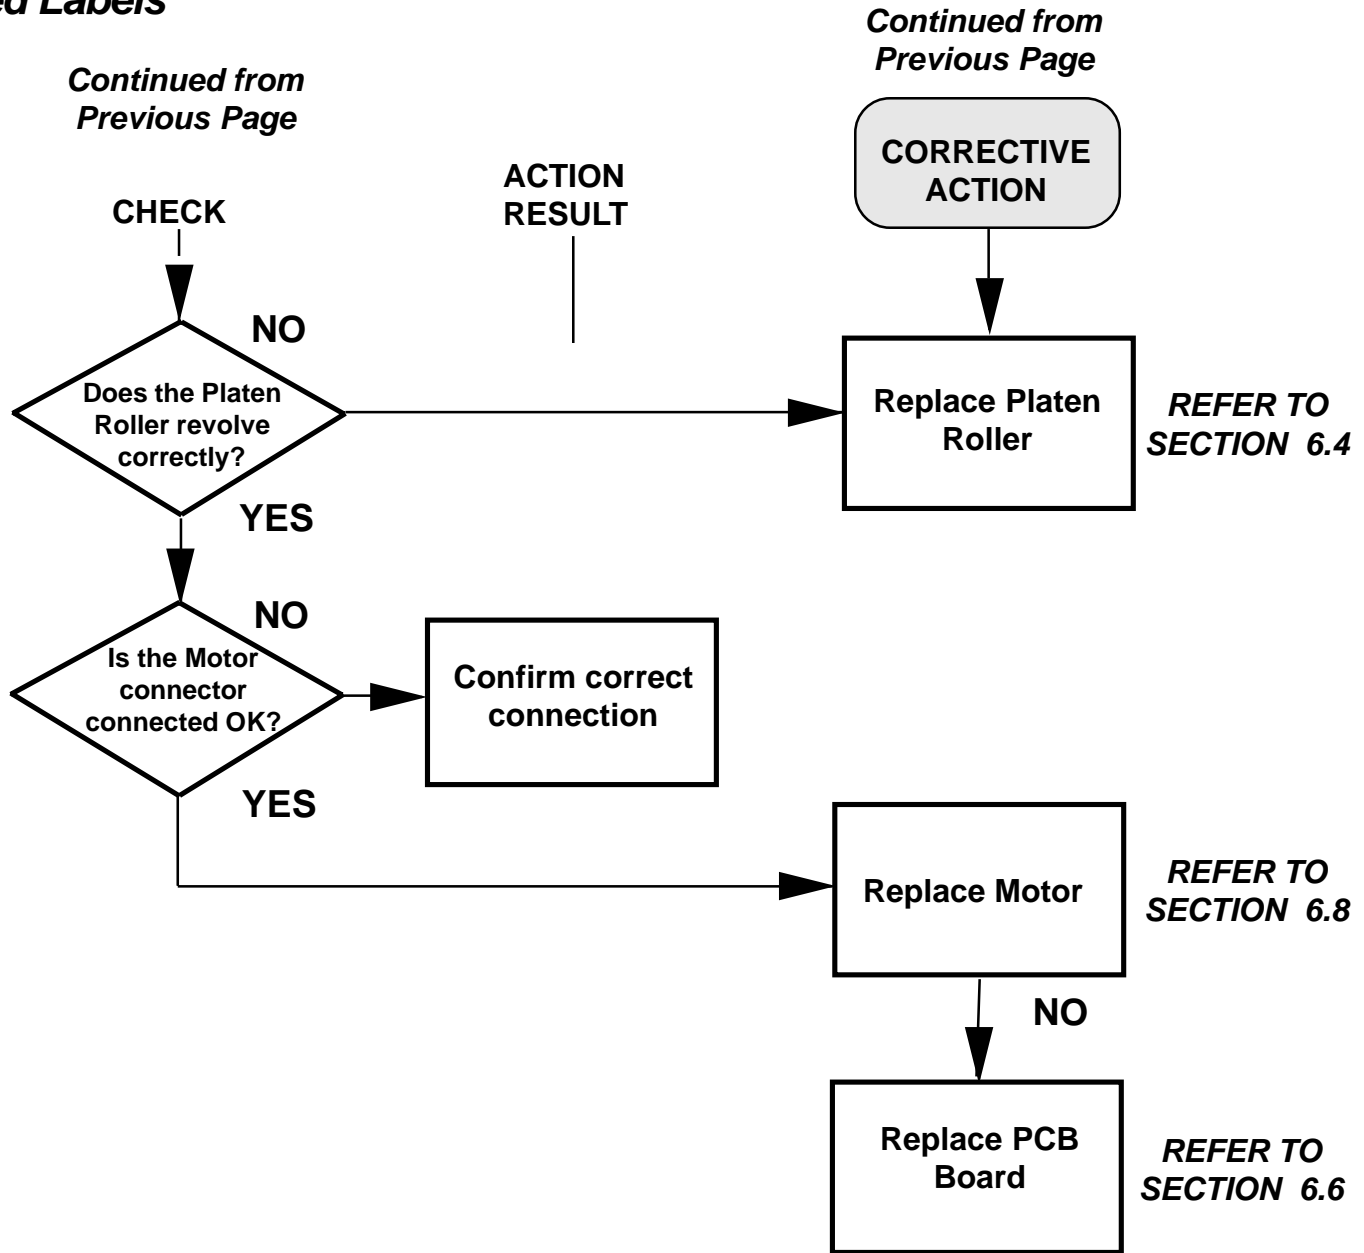 Labels
Continued from
Previous Page
Continued from
Previous Page
CORRECTIVE
ACTION
ACTION
RESULT
CHECK
NO
Does the Platen
Roller revolve
correctly?
Replace Platen
Roller
REFER TO
SECTION 6.4
YES
NO
Is the Motor
connector
connected OK?
Confirm correct
connection
YES
Replace Motor
REFER TO
SECTION 6.8
NO
Replace PCB
Board
REFER TO
SECTION 6.6